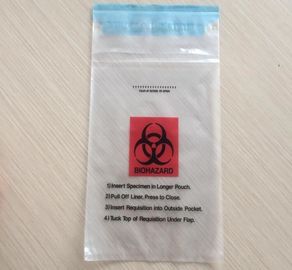 BIOHAZARD
1)Insert Specimen in Longer Pouch.
2)Pull Off Liner, Press to Close.
3)Insert Requisition into Outside Pocket.
4)Tuck Top of Requisition Under Flap.